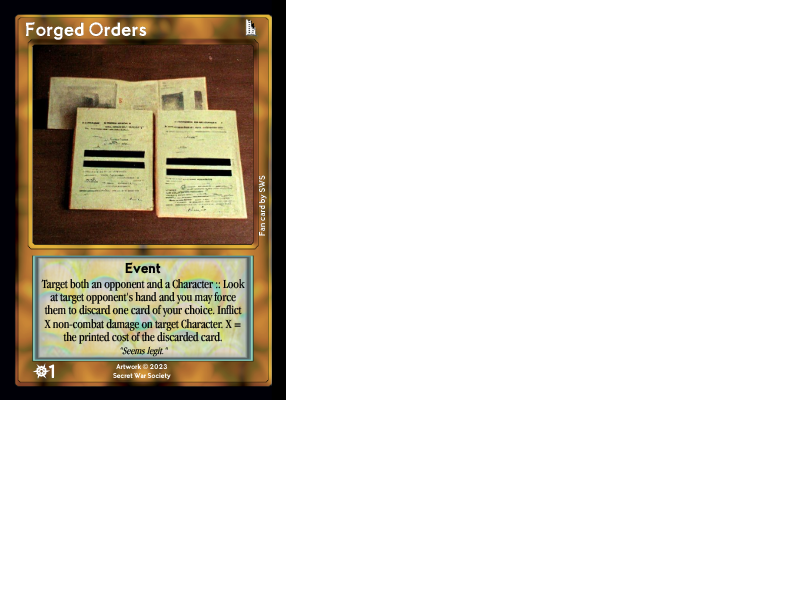 Forged Orders
Fan card by SWS
Event
Target both an opponent and a Character :: Look
at target opponent's hand and you may force
them to discard one card of your choice. Inflict
X non-combat damage on target Character. X =
the printed cost of the discarded card.
"Seems legit."
1
Artwork © 2023
Secret War Society